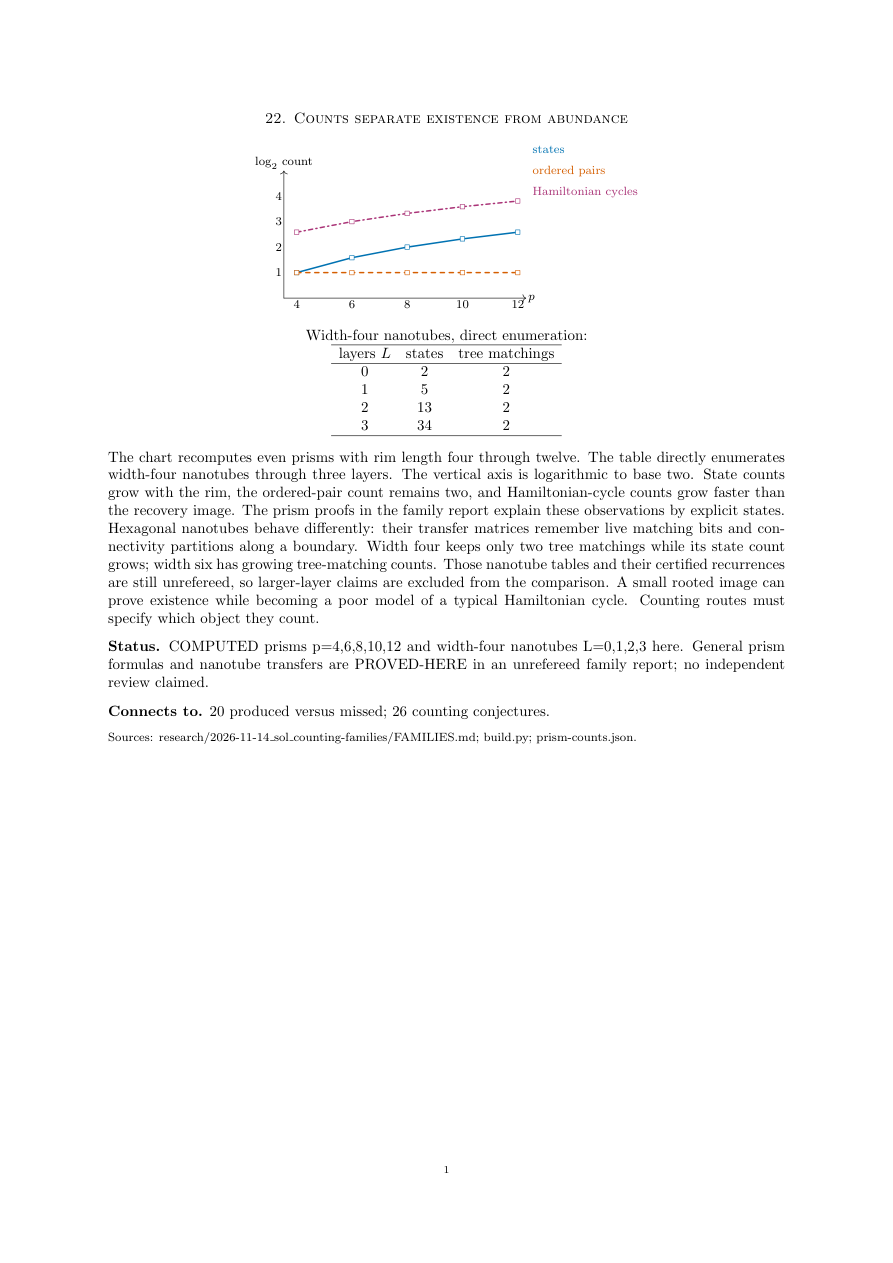 22. Counts separate existence from abundance
states
log2 count
ordered pairs
Hamiltonian cycles
4
3
2
1
4 6 8 10 12 p
Width-four nanotubes, direct enumeration:
layers L states tree matchings
0 2 2
1 5 2
2 13 2
3 34 2
The chart recomputes even prisms with rim length four through twelve. The table directly enumerates
width-four nanotubes through three layers. The vertical axis is logarithmic to base two. State counts
grow with the rim, the ordered-pair count remains two, and Hamiltonian-cycle counts grow faster than
the recovery image. The prism proofs in the family report explain these observations by explicit states.
Hexagonal nanotubes behave differently: their transfer matrices remember live matching bits and con-
nectivity partitions along a boundary. Width four keeps only two tree matchings while its state count
grows; width six has growing tree-matching counts. Those nanotube tables and their certified recurrences
are still unrefereed, so larger-layer claims are excluded from the comparison. A small rooted image can
prove existence while becoming a poor model of a typical Hamiltonian cycle. Counting routes must
specify which object they count.
Status. COMPUTED prisms p=4,6,8,10,12 and width-four nanotubes L=0,1,2,3 here. General prism
formulas and nanotube transfers are PROVED-HERE in an unrefereed family report; no independent
review claimed.
Connects to. 20 produced versus missed; 26 counting conjectures.
Sources: research/2026-11-14_sol_counting-families/FAMILIES.md; build.py; prism-counts.json.
1